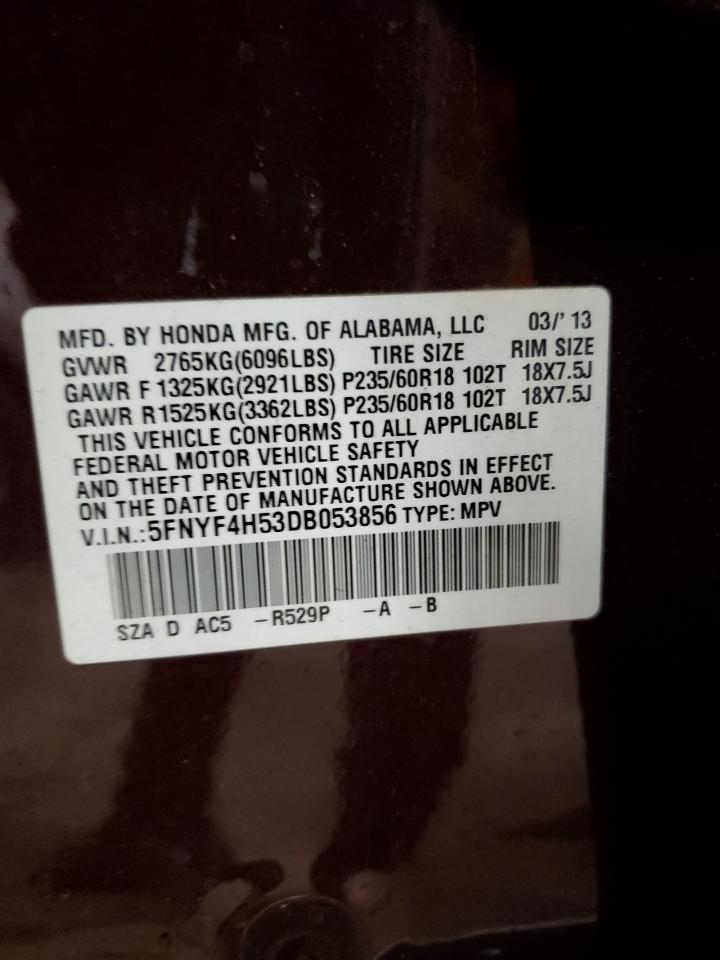 MFD. BY HONDA MFG. OF ALABAMA, LLC 03/' 13
GVWR 2765KG(6096LBS) TIRE SIZE RIM SIZE
GAWR F 1325KG(2921LBS) P235/60R18 102T 18X7.5J
GAWR R1525KG(3362LBS) P235/60R18 102T 18X7.5J
THIS VEHICLE CONFORMS TO ALL APPLICABLE
FEDERAL MOTOR VEHICLE SAFETY
AND THEFT PREVENTION STANDARDS IN EFFECT
ON THE DATE OF MANUFACTURE SHOWN ABOVE.
V.I.N.:5FNYF4H53DB053856 TYPE: MPV
SZA D AC5 -R529P -A -B